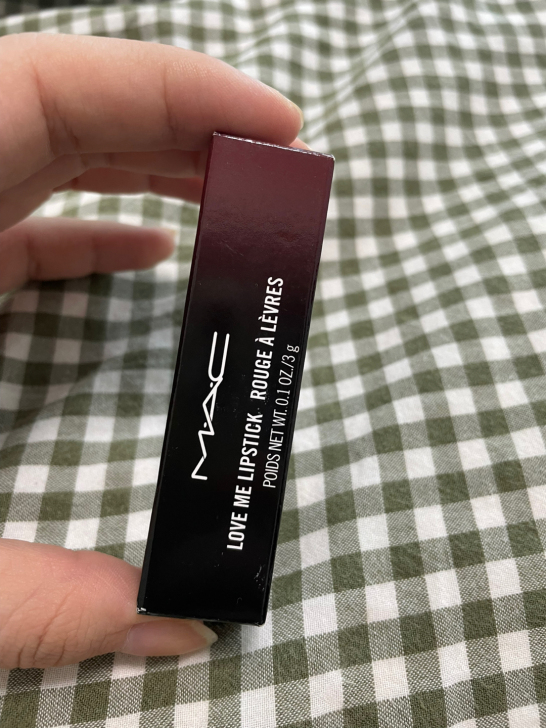 M·A·C
LOVE ME LIPSTICK ROUGE À LÈVRES
POIDS NET WT. 0.1 OZ./3 g